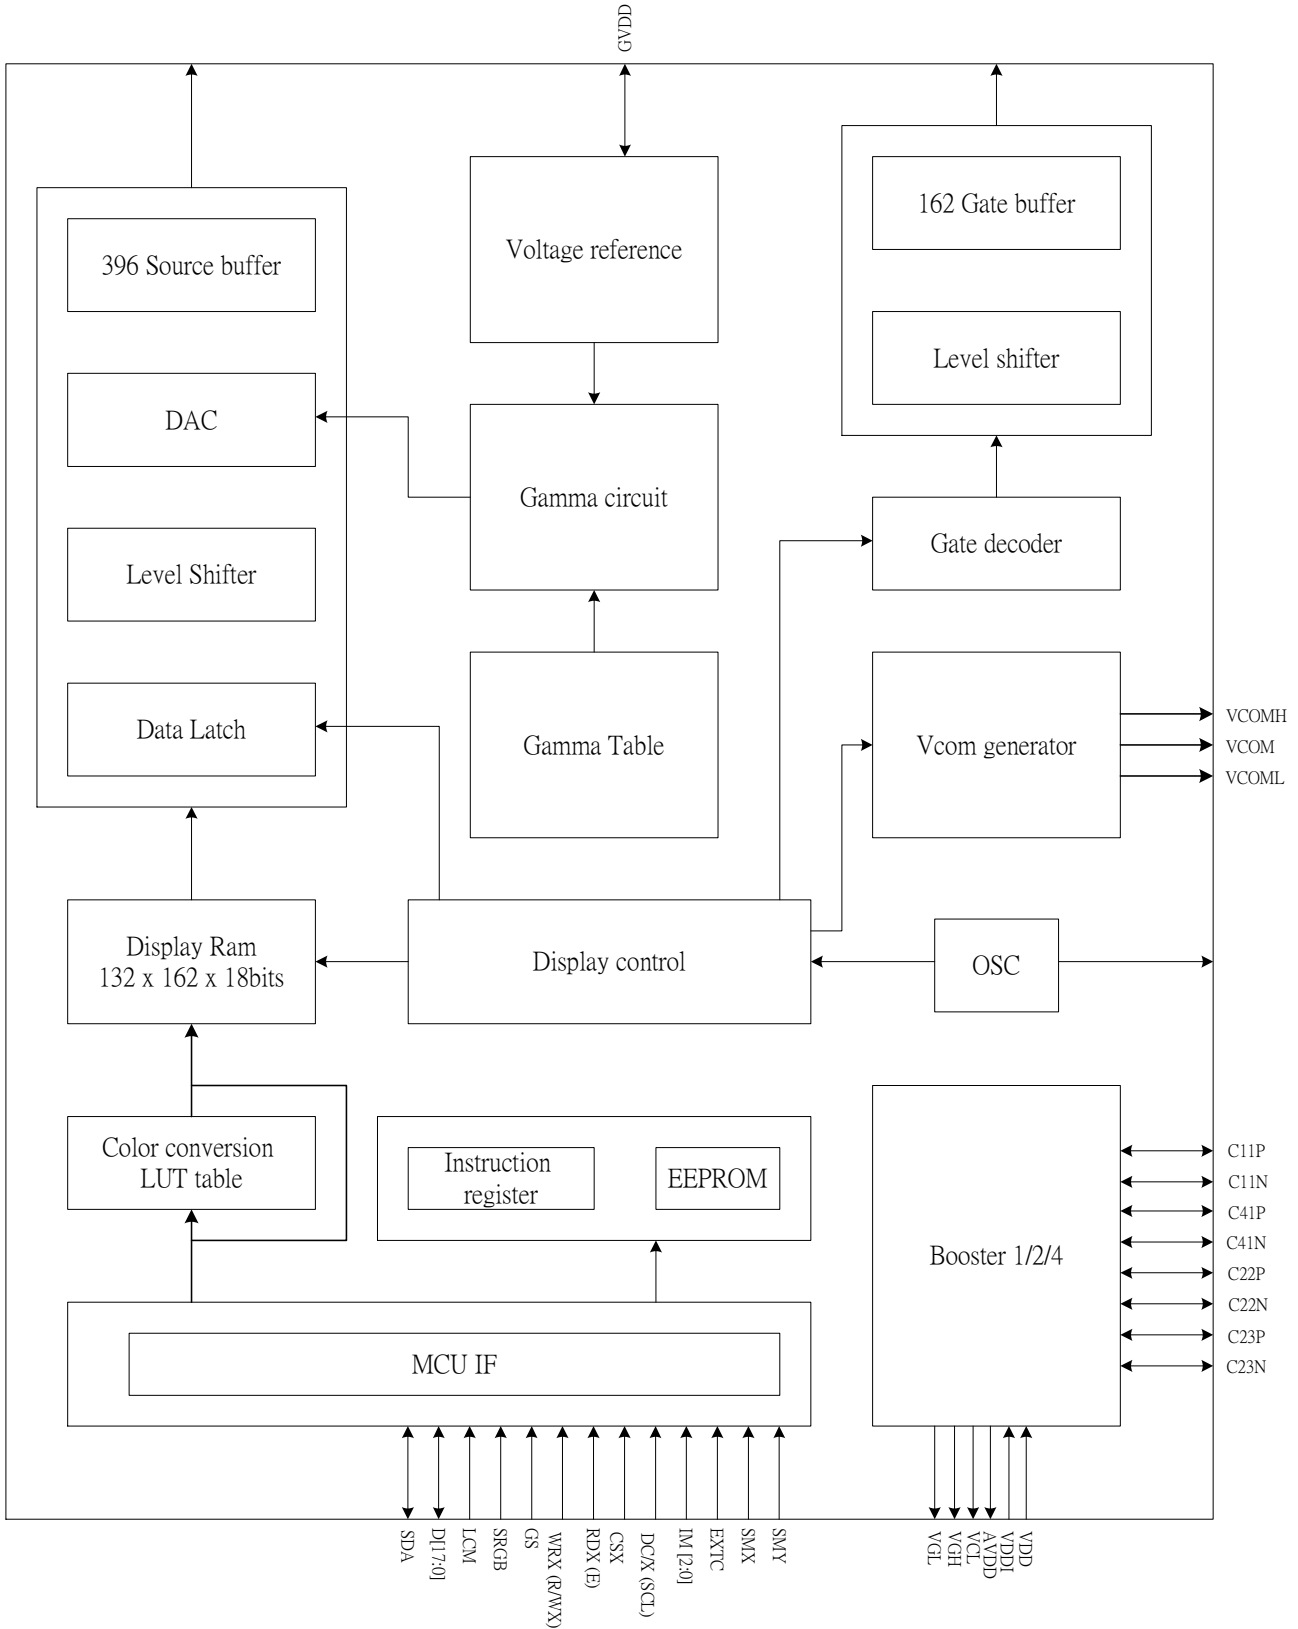 GVDD
396 Source buffer
DAC
Level Shifter
Data Latch
Voltage reference
Gamma circuit
Gamma Table
162 Gate buffer
Level shifter
Gate decoder
Vcom generator
VCOMH
VCOM
VCOML
Display Ram
132 x 162 x 18bits
Display control
OSC
Color conversion
LUT table
Instruction
register
EEPROM
Booster 1/2/4
C11P
C11N
C41P
C41N
C22P
C22N
C23P
C23N
MCU IF
SDA
D[17:0]
LCM
SRGB
GS
WRX (R/WX)
RDX (E)
CSX
DC/X (SCL)
IM [2:0]
EXTC
SMX
SMY
VGL
VGH
VCL
AVDD
VDDI
VDD